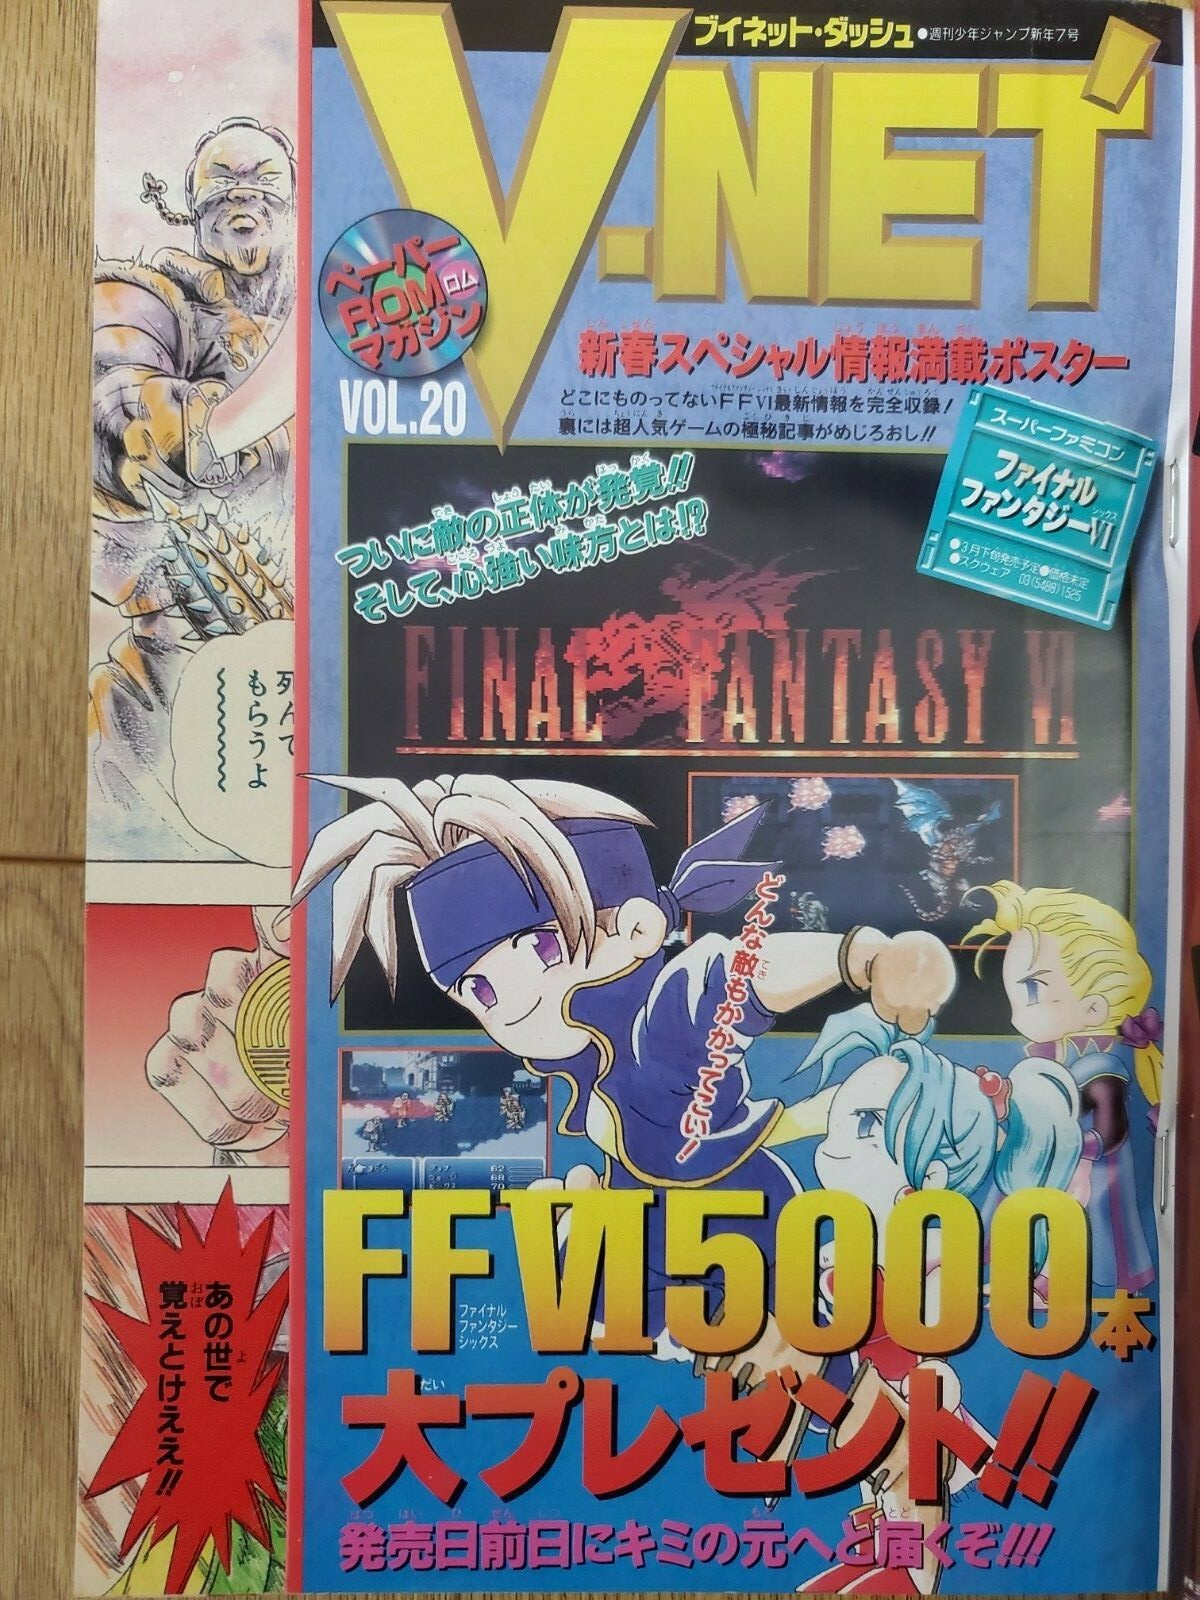 ブイネット・ダッシュ●週刊少年ジャンプ新年7号
V・NET'
ペーパー
ROMロム
マガジン
VOL.20
新春スペシャル情報満載ポスター
どこにものってないFFⅥ最新情報を完全収録!
裏には超人気ゲームの極秘記事がめじろおし!!
スーパーファミコン
ファイナル
ファンタジーⅥ
シックス
●3月下旬発売予定●価格未定
●スクウェア 03(5488)1525
ついに敵の正体が発覚!!
そして、心強い味方とは!?
FINAL FANTASY VI
どんな敵もかかってこい!
62
68
70
FFⅥ5000本
ファイナル
ファンタジー
シックス
大プレゼント!!
発売日前日にキミの元へと届くぞ!!!
死んで
もらうよ
あの世で
覚えとけええ!!